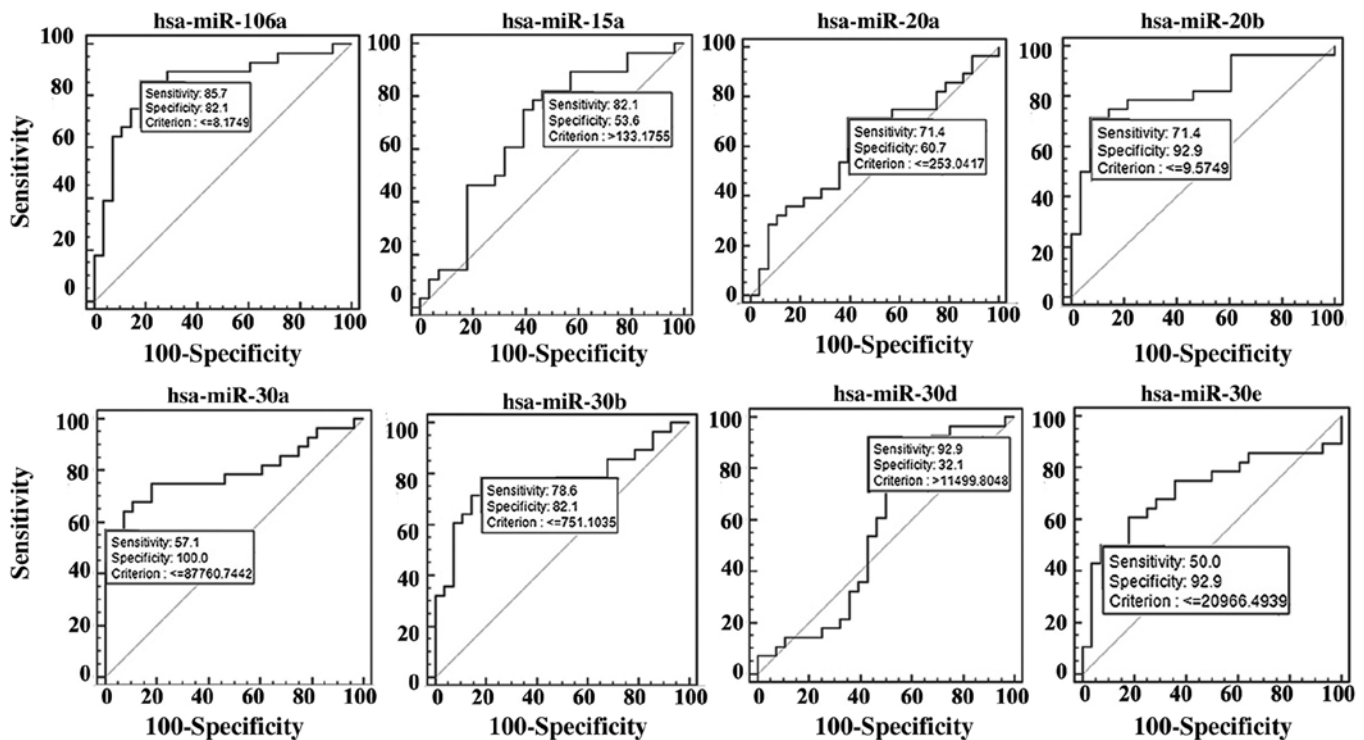 hsa-miR-106a
Sensitivity
100
80
60
40
20
0
Sensitivity: 85.7
Specificity: 82.1
Criterion : <=8.1749
0 20 40 60 80 100
100-Specificity
hsa-miR-15a
100
80
60
40
20
0
Sensitivity: 82.1
Specificity: 53.6
Criterion : >133.1755
0 20 40 60 80 100
100-Specificity
hsa-miR-20a
100
80
60
40
20
0
Sensitivity: 71.4
Specificity: 60.7
Criterion : <=253.0417
0 20 40 60 80 100
100-Specificity
hsa-miR-20b
100
80
60
40
20
0
Sensitivity: 71.4
Specificity: 92.9
Criterion : <=9.5749
0 20 40 60 80 100
100-Specificity
hsa-miR-30a
Sensitivity
100
80
60
40
20
0
Sensitivity: 57.1
Specificity: 100.0
Criterion : <=87760.7442
0 20 40 60 80 100
100-Specificity
hsa-miR-30b
100
80
60
40
20
0
Sensitivity: 78.6
Specificity: 82.1
Criterion : <=751.1035
0 20 40 60 80 100
100-Specificity
hsa-miR-30d
100
80
60
40
20
0
Sensitivity: 92.9
Specificity: 32.1
Criterion : >11499.8048
0 20 40 60 80 100
100-Specificity
hsa-miR-30e
100
80
60
40
20
0
Sensitivity: 50.0
Specificity: 92.9
Criterion : <=20966.4939
0 20 40 60 80 100
100-Specificity